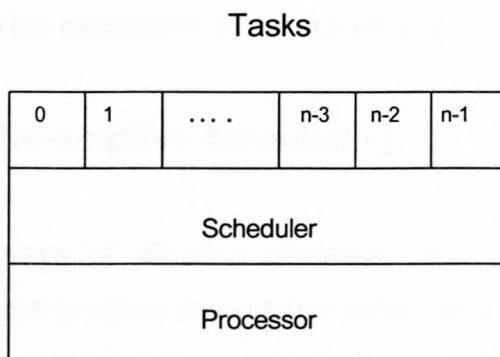 Tasks
0 1 .... n-3 n-2 n-1
Scheduler
Processor